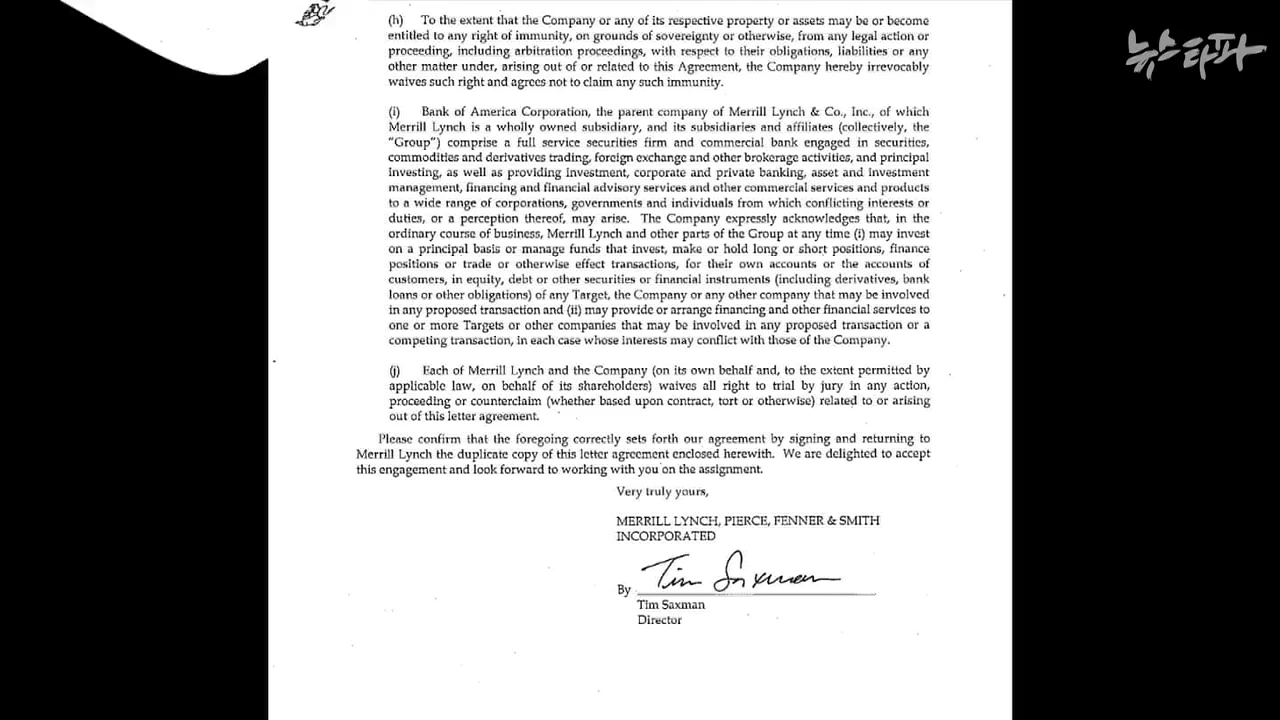 뉴스타파
(h) To the extent that the Company or any of its respective property or assets may be or become
entitled to any right of immunity, on grounds of sovereignty or otherwise, from any legal action or
proceeding, including arbitration proceedings, with respect to their obligations, liabilities or any
other matter under, arising out of or related to this Agreement, the Company hereby irrevocably
waives such right and agrees not to claim any such immunity.
(i) Bank of America Corporation, the parent company of Merrill Lynch & Co., Inc., of which
Merrill Lynch is a wholly owned subsidiary, and its subsidiaries and affiliates (collectively, the
“Group”) comprise a full service securities firm and commercial bank engaged in securities,
commodities and derivatives trading, foreign exchange and other brokerage activities, and principal
investing, as well as providing investment, corporate and private banking, asset and investment
management, financing and financial advisory services and other commercial services and products
to a wide range of corporations, governments and individuals from which conflicting interests or
duties, or a perception thereof, may arise. The Company expressly acknowledges that, in the
ordinary course of business, Merrill Lynch and other parts of the Group at any time (i) may invest
on a principal basis or manage funds that invest, make or hold long or short positions, finance
positions or trade or otherwise effect transactions, for their own accounts or the accounts of
customers, in equity, debt or other securities or financial instruments (including derivatives, bank
loans or other obligations) of any Target, the Company or any other company that may be involved
in any proposed transaction and (ii) may provide or arrange financing and other financial services to
one or more Targets or other companies that may be involved in any proposed transaction or a
competing transaction, in each case whose interests may conflict with those of the Company.
(j) Each of Merrill Lynch and the Company (on its own behalf and, to the extent permitted by
applicable law, on behalf of its shareholders) waives all right to trial by jury in any action,
proceeding or counterclaim (whether based upon contract, tort or otherwise) related to or arising
out of this letter agreement.
Please confirm that the foregoing correctly sets forth our agreement by signing and returning to
Merrill Lynch the duplicate copy of this letter agreement enclosed herewith. We are delighted to accept
this engagement and look forward to working with you on the assignment.
Very truly yours,
MERRILL LYNCH, PIERCE, FENNER & SMITH
INCORPORATED
Tim Saxman
By
Tim Saxman
Director